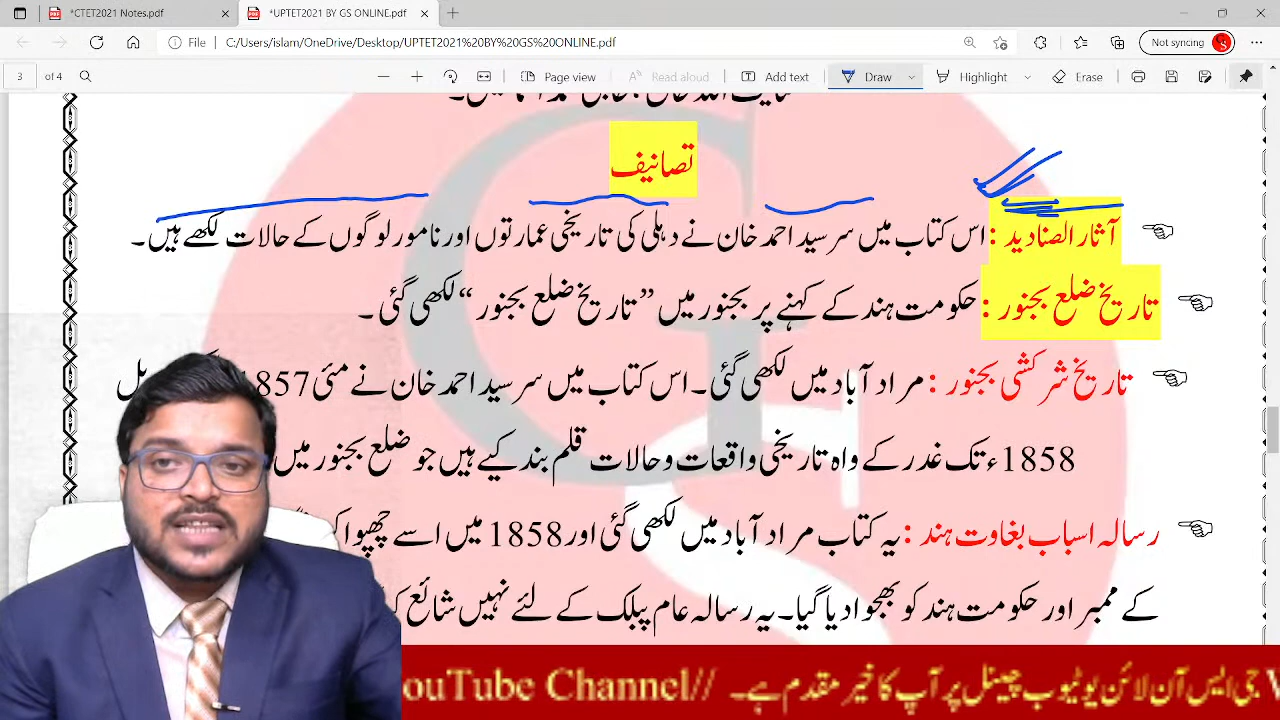 *CTET2021 Notes.pdf
*UPTET2021 BY GS ONLINE.pdf
File
C:/Users/islam/OneDrive/Desktop/UPTET2021%20BY%20GS%20ONLINE.pdf
Not syncing
3 of 4
Page view
Read aloud
Add text
Draw
Highlight
Erase
تصانیف
آثار الصنادید : اس کتاب میں سرسید احمد خان نے دہلی کی تاریخی عمارتوں اور نامور لوگوں کے حالات لکھے ہیں۔
تاریخ ضلع بجنور : حکومت ہند کے کہنے پر بجنور میں ”تاریخ ضلع بجنور“ لکھی گئی۔
تاریخ شرکشی بجنور : مراد آباد میں لکھی گئی۔ اس کتاب میں سرسید احمد خان نے مئی 1857
1858ء تک غدر کے واہ تاریخی واقعات و حالات قلم بند کیے ہیں جو ضلع بجنور میں
رسالہ اسباب بغاوت ہند : یہ کتاب مراد آباد میں لکھی گئی اور 1858 میں اسے چھپوا
کے ممبر اور حکومت ہند کو بھجوا دیا گیا۔ یہ رسالہ عام پبلک کے لئے نہیں شائع
ouTube Channel// جی ایس آن لائن یوٹیوب چینل پر آپ کا خیر مقدم ہے۔